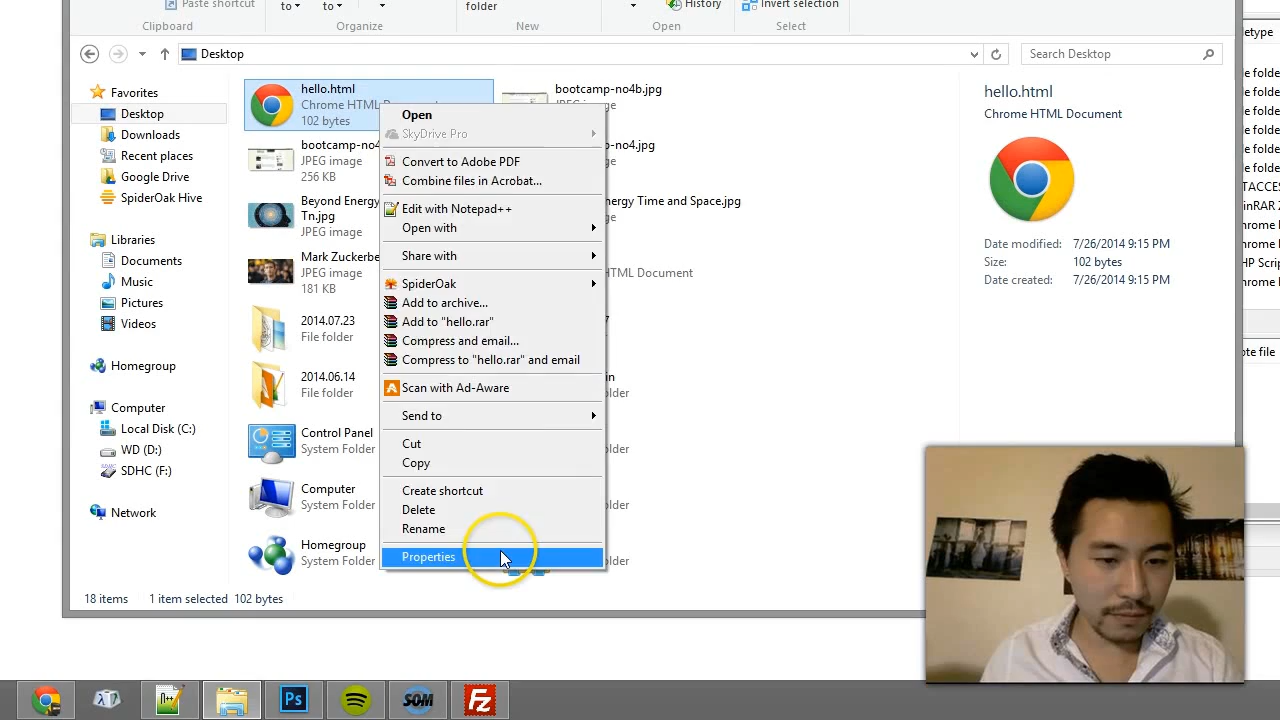 Paste shortcut
to
to
folder
History
Invert selection
Clipboard
Organize
New
Open
Select
Desktop
Search Desktop
Favorites
Desktop
Downloads
Recent places
Google Drive
SpiderOak Hive
Libraries
Documents
Music
Pictures
Videos
Homegroup
Computer
Local Disk (C:)
WD (D:)
SDHC (F:)
Network
hello.html
Chrome HTML Document
102 bytes
bootcamp-no4
JPEG image
256 KB
Beyond Energy
Tn.jpg
JPEG image
Mark Zuckerbe
JPEG image
181 KB
2014.07.23
File folder
2014.06.14
File folder
Control Panel
System Folder
Computer
System Folder
Homegroup
System Folder
bootcamp-no4b.jpg
-no4.jpg
ergy Time and Space.jpg
HTML Document
Open
SkyDrive Pro
Convert to Adobe PDF
Combine files in Acrobat...
Edit with Notepad++
Open with
Share with
SpiderOak
Add to archive...
Add to "hello.rar"
Compress and email...
Compress to "hello.rar" and email
Scan with Ad-Aware
Send to
Cut
Copy
Create shortcut
Delete
Rename
Properties
hello.html
Chrome HTML Document
Date modified: 7/26/2014 9:15 PM
Size: 102 bytes
Date created: 7/26/2014 9:15 PM
18 items 1 item selected 102 bytes
n++
Ps
SOM
Fz